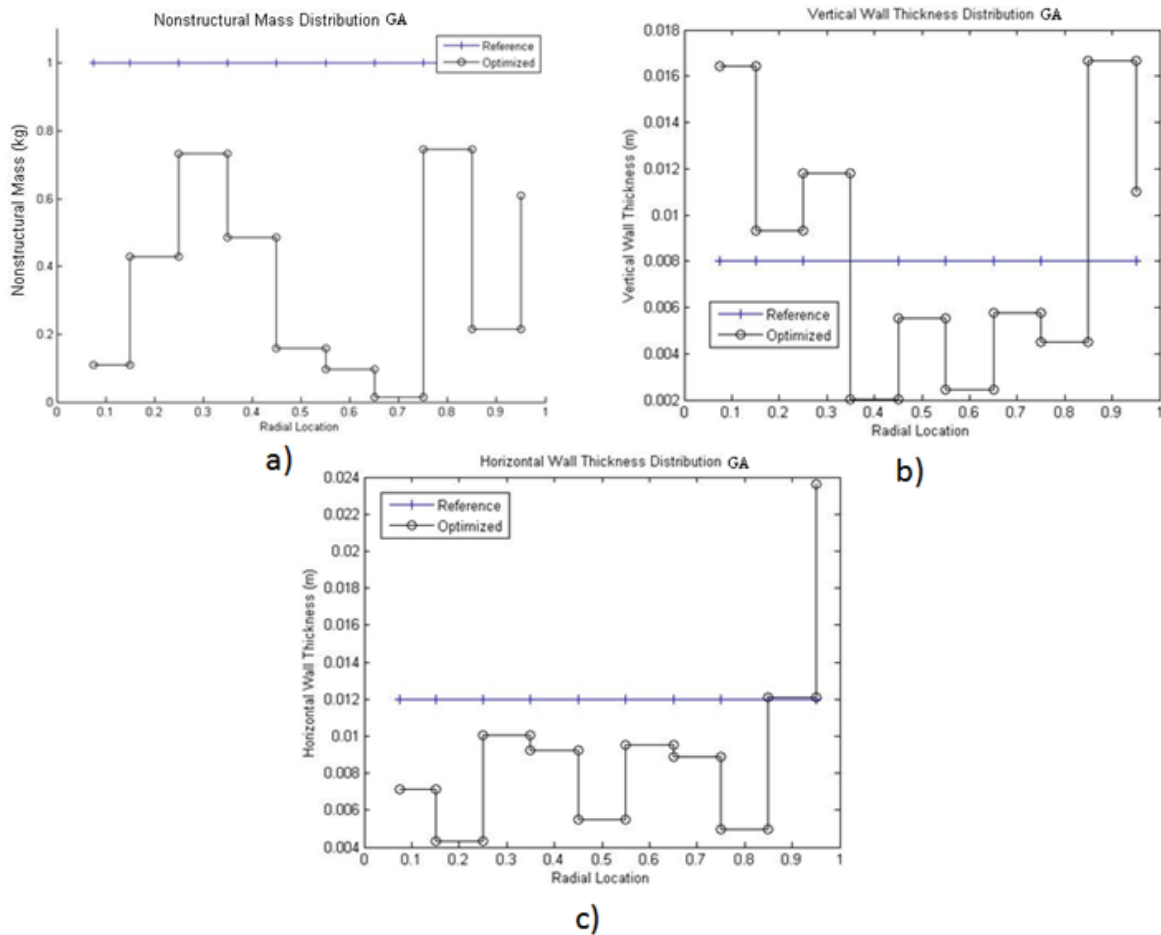 Nonstructural Mass Distribution GA
Reference
Optimized
1
0.8
0.6
0.4
0.2
0
Nonstructural Mass (kg)
0 0.1 0.2 0.3 0.4 0.5 0.6 0.7 0.8 0.9 1
Radial Location
a)
Vertical Wall Thickness Distribution GA
0.018
0.016
0.014
0.012
0.01
0.008
0.006
0.004
0.002
Vertical Wall Thickness (m)
Reference
Optimized
0 0.1 0.2 0.3 0.4 0.5 0.6 0.7 0.8 0.9 1
Radial Location
b)
Horizontal Wall Thickness Distribution GA
0.024
0.022
0.02
0.018
0.016
0.014
0.012
0.01
0.008
0.006
0.004
Horizontal Wall Thickness (m)
Reference
Optimized
0 0.1 0.2 0.3 0.4 0.5 0.6 0.7 0.8 0.9 1
Radial Location
c)